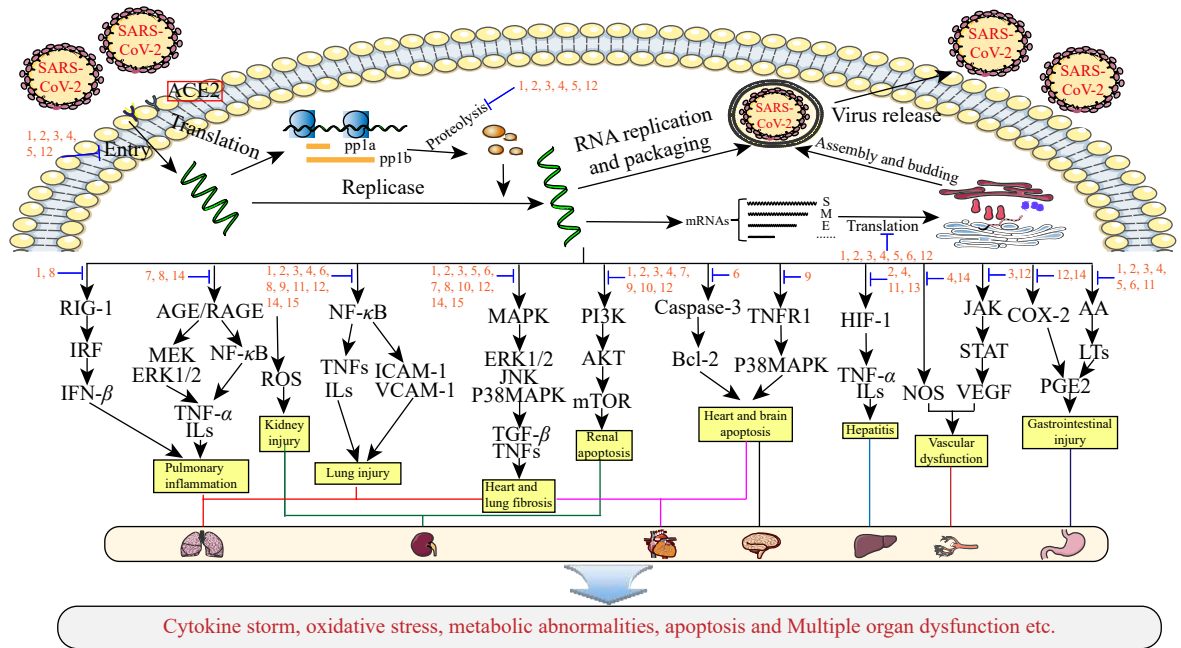 SARS-
CoV-2
SARS-
CoV-2
SARS-
CoV-2
SARS-
CoV-2
ACE2
1, 2, 3, 4,
5, 12
Entry
Translation
pp1a
pp1b
Proteolysis
1, 2, 3, 4, 5, 12
Replicase
RNA replication
and packaging
SARS-
CoV-2
Virus release
Assembly and budding
mRNAs
S
M
E
......
Translation
1, 2, 3, 4, 5, 6, 12
1, 8
RIG-1
IRF
IFN-β
7, 8, 14
AGE/RAGE
MEK
ERK1/2
NF-κB
TNF-α
ILs
Pulmonary
inflammation
1, 2, 3, 4, 6,
8, 9, 11, 12,
14, 15
ROS
Kidney
injury
NF-κB
TNFs
ILs
ICAM-1
VCAM-1
Lung injury
1, 2, 3, 5, 6,
7, 8, 10, 12,
14, 15
MAPK
ERK1/2
JNK
P38MAPK
TGF-β
TNFs
Heart and
lung fibrosis
1, 2, 3, 4, 7,
9, 10, 12
PI3K
AKT
mTOR
Renal
apoptosis
6
Caspase-3
Bcl-2
9
TNFR1
P38MAPK
Heart and brain
apoptosis
2, 4,
11, 13
HIF-1
TNF-α
ILs
Hepatitis
4,14
NOS
3,12
JAK
STAT
VEGF
Vascular
dysfunction
12,14
COX-2
1, 2, 3, 4,
5, 6, 11
AA
LTs
PGE2
Gastrointestinal
injury
Cytokine storm, oxidative stress, metabolic abnormalities, apoptosis and Multiple organ dysfunction etc.